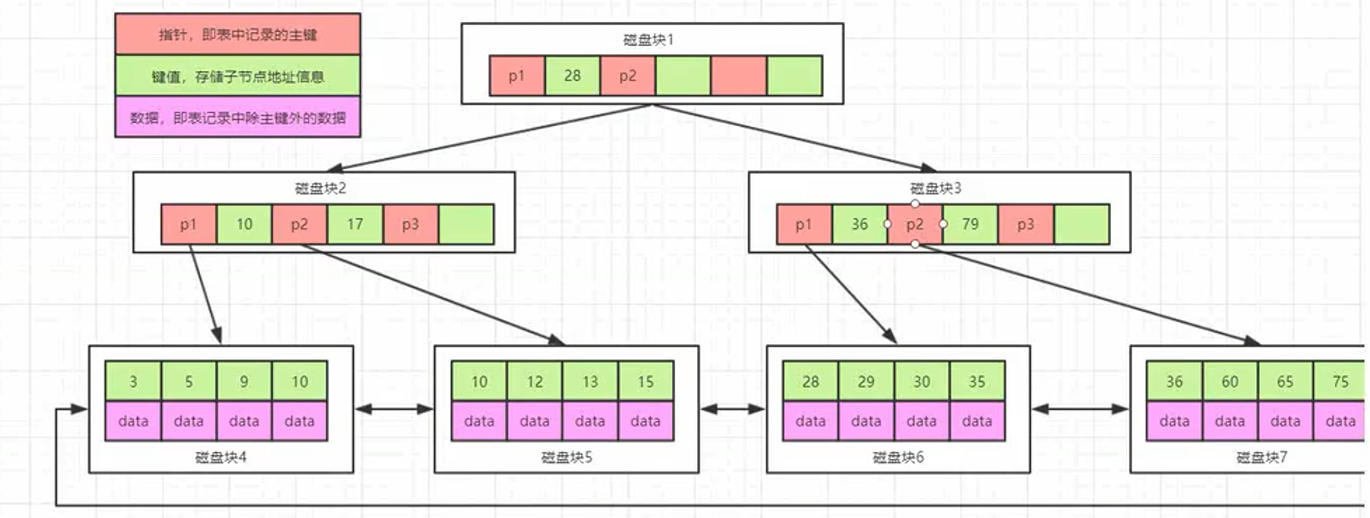 指针，即表中记录的主键
键值，存储子节点地址信息
数据，即表记录中除主键外的数据
磁盘块1
p1 28 p2
磁盘块2
p1 10 p2 17 p3
磁盘块3
p1 36 p2 79 p3
3 5 9 10
data data data data
磁盘块4
10 12 13 15
data data data data
磁盘块5
28 29 30 35
data data data data
磁盘块6
36 60 65 75
data data data data
磁盘块7